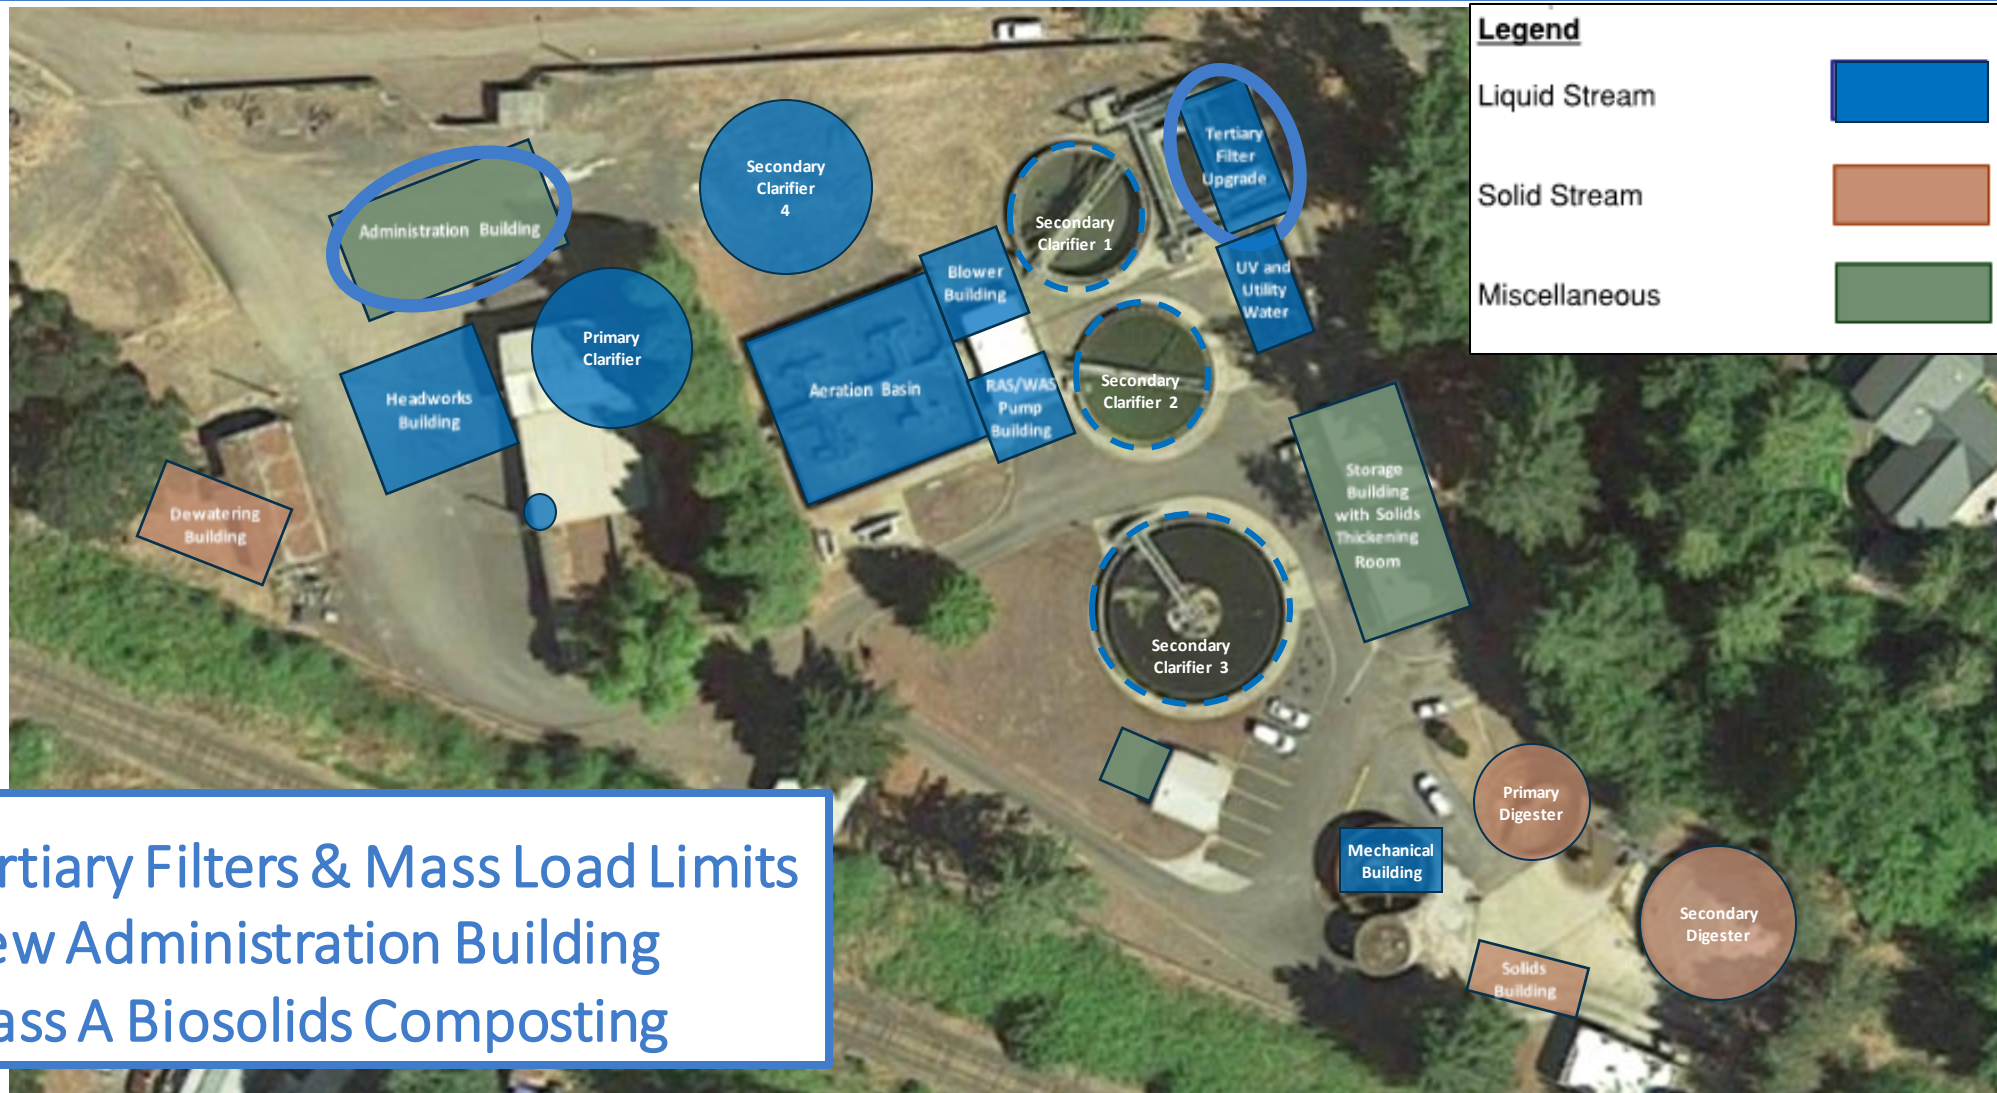 Legend
Liquid Stream
Solid Stream
Miscellaneous
Tertiary
Filter
Upgrade
Secondary
Clarifier
4
Secondary
Clarifier 1
Administration Building
Blower
Building
UV and
Utility
Water
Primary
Clarifier
Aeration Basin
RAS/WAS
Pump
Building
Secondary
Clarifier 2
Headworks
Building
Storage
Building
with Solids
Thickening
Room
Dewatering
Building
Secondary
Clarifier 3
Primary
Digester
Mechanical
Building
Secondary
Digester
Solids
Building
rtiary Filters & Mass Load Limits
ew Administration Building
ass A Biosolids Composting